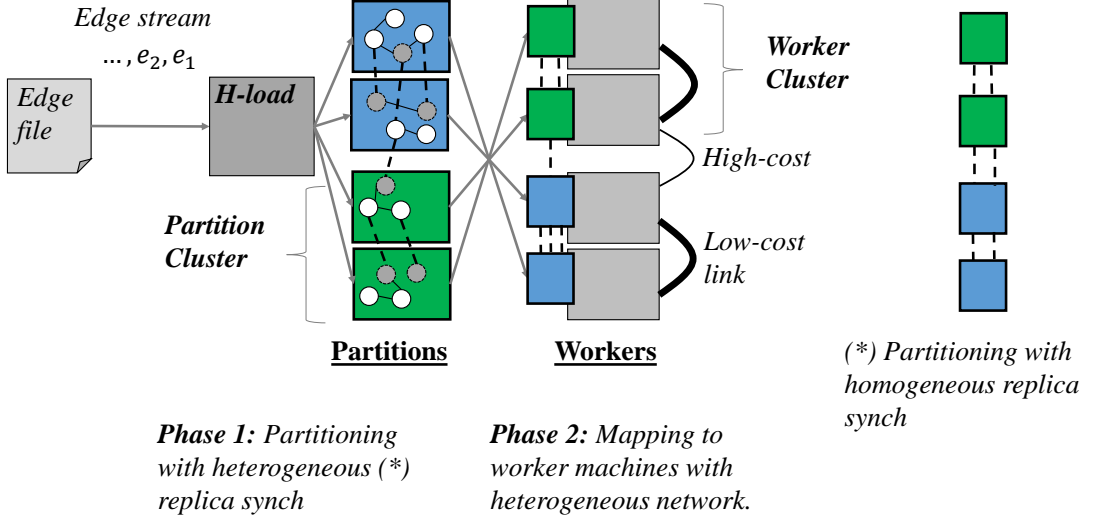 Edge stream
... , e₂, e₁
Edge
file
H-load
Partition
Cluster
Worker
Cluster
High-cost
Low-cost
link
Partitions
Workers
(*) Partitioning with
homogeneous replica
synch
Phase 1: Partitioning
with heterogeneous (*)
replica synch
Phase 2: Mapping to
worker machines with
heterogeneous network.